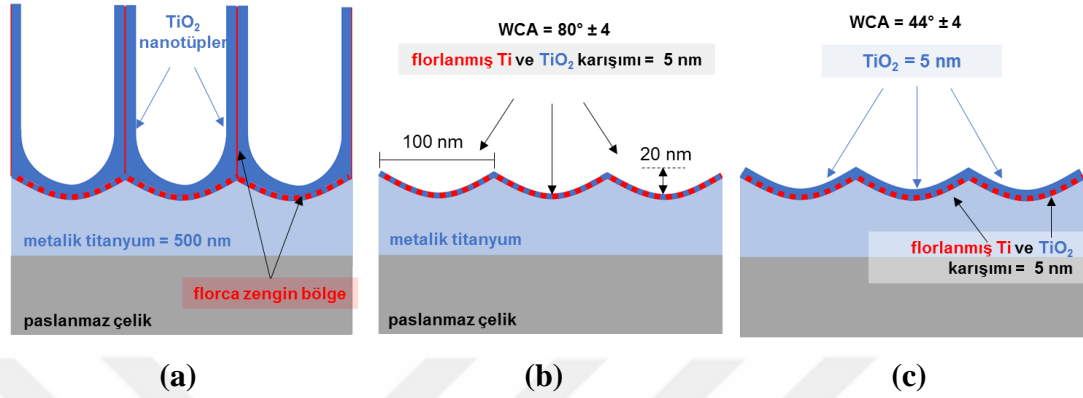 TiO2
nanotüpler
metalik titanyum = 500 nm
florca zengin bölge
paslanmaz çelik
(a)
WCA = 80° ± 4
florlanmış Ti ve TiO2 karışımı = 5 nm
100 nm
20 nm
metalik titanyum
paslanmaz çelik
(b)
WCA = 44° ± 4
TiO2 = 5 nm
florlanmış Ti ve TiO2
karışımı = 5 nm
(c)